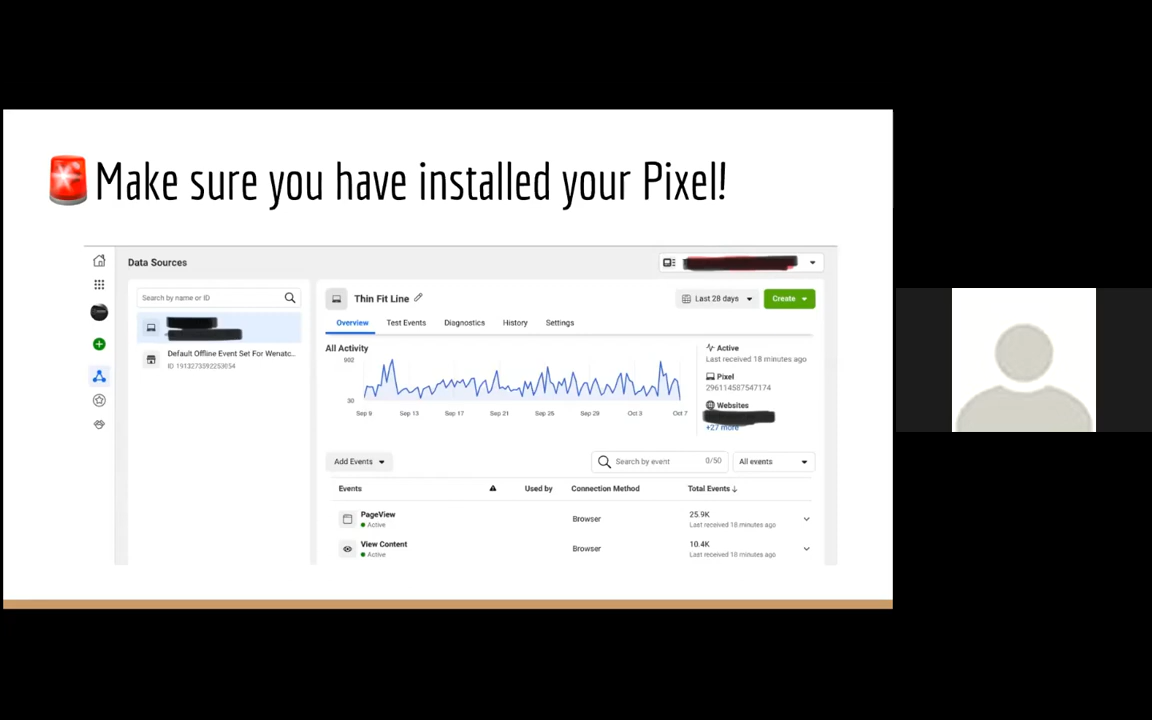 🚨Make sure you have installed your Pixel!
Data Sources
Search by name or ID
Default Offline Event Set For Wenatc...
ID 1913273592253054
Thin Fit Line
Last 28 days
Create
Overview
Test Events
Diagnostics
History
Settings
All Activity
902
30
Sep 9
Sep 13
Sep 17
Sep 21
Sep 25
Sep 29
Oct 3
Oct 7
Active
Last received 18 minutes ago
Pixel
296114587547174
Websites
+27 more
Add Events
Search by event
0/50
All events
Events
Used by
Connection Method
Total Events
PageView
Active
Browser
25.9K
Last received 18 minutes ago
View Content
Active
Browser
10.4K
Last received 18 minutes ago